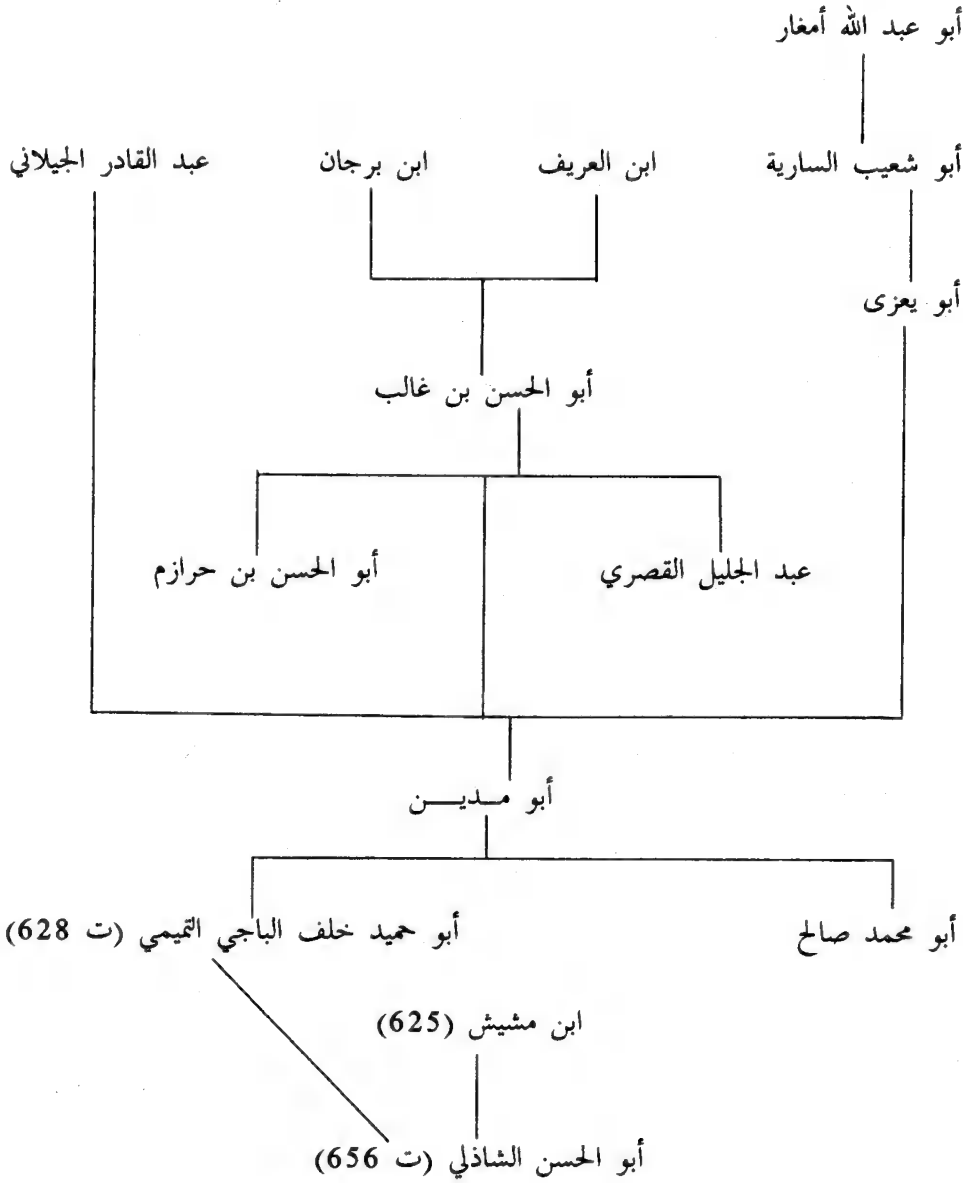 أبو عبد الله أمغار
أبو شعيب السارية ابن العريف ابن برجان عبد القادر الجيلاني
أبو يعزى
أبو الحسن بن غالب
عبد الجليل القصري أبو الحسن بن حرازم
أبو مـديـــن
أبو محمد صالح أبو حميد خلف الباجي التميمي (ت 628)
ابن مشيش (625)
أبو الحسن الشاذلي (ت 656)